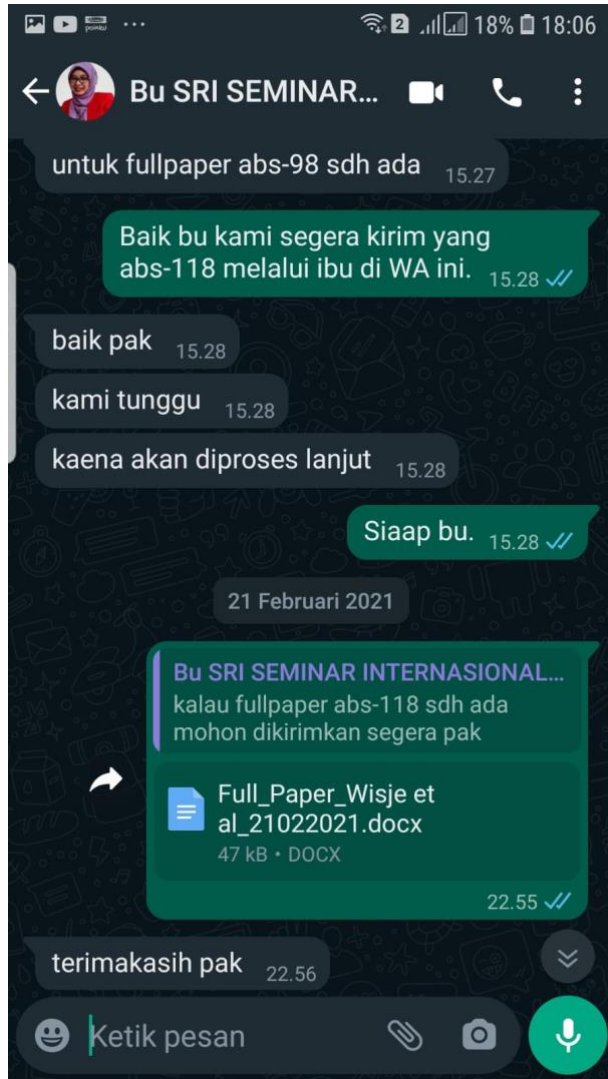 2 18% 18:06
Bu SRI SEMINAR...
untuk fullpaper abs-98 sdh ada 15.27
Baik bu kami segera kirim yang
abs-118 melalui ibu di WA ini. 15.28
baik pak 15.28
kami tunggu 15.28
kaena akan diproses lanjut 15.28
Siaap bu. 15.28
21 Februari 2021
Bu SRI SEMINAR INTERNASIONAL...
kalau fullpaper abs-118 sdh ada
mohon dikirimkan segera pak
Full_Paper_Wisje et
al_21022021.docx
47 kB • DOCX
22.55
terimakasih pak 22.56
Ketik pesan